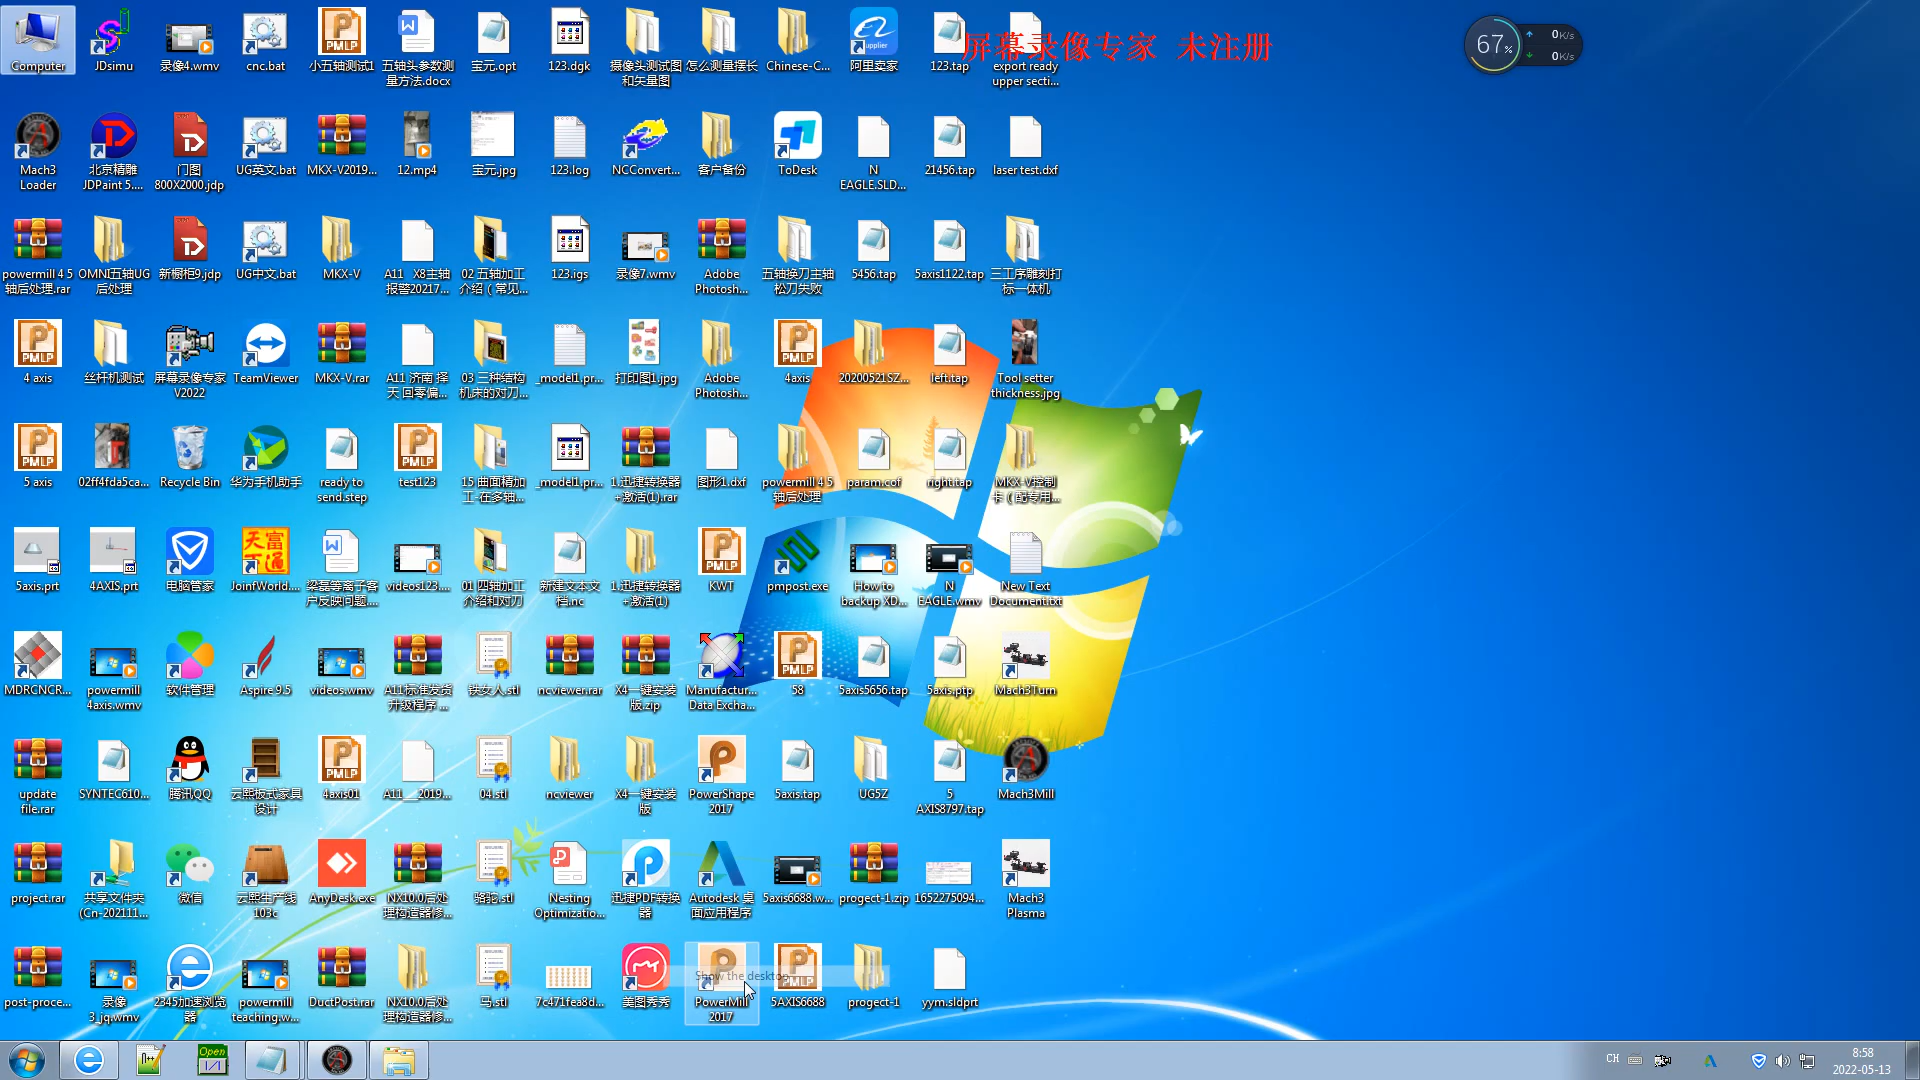 屏幕录像专家 未注册
67%
0K/s
0K/s
Computer
JDsimu
录像4.wmv
cnc.bat
小五轴测试1
五轴头参数测
量方法.docx
宝元.opt
123.dgk
摄像头测试图
和矢量图
怎么测量摆长
Chinese-C...
阿里卖家
123.tap
export ready
upper secti...
Mach3
Loader
北京精雕
JDPaint 5....
门图
800X2000.jdp
UG英文.bat
MKX-V2019...
12.mp4
宝元.jpg
123.log
NCConvert...
客户备份
ToDesk
N
EAGLE.SLD...
21456.tap
laser test.dxf
powermill 4 5
轴后处理.rar
OMNI五轴UG
后处理
新橱柜9.jdp
UG中文.bat
MKX-V
A11 X8主轴
报警20217...
02 五轴加工
介绍（常见...
123.igs
录像7.wmv
Adobe
Photosh...
五轴换刀主轴
松刀失败
5456.tap
5axis1122.tap
三工序雕刻打
标一体机
4 axis
丝杆机测试
屏幕录像专家
V2022
TeamViewer
MKX-V.rar
A11 济南 择
天 回零偏...
03 三种结构
机床的对刀...
_model1.pr...
打印图1.jpg
Adobe
Photosh...
4axis
20200521SZ...
left.tap
Tool setter
thickness.jpg
5 axis
02ff4fda5ca...
Recycle Bin
华为手机助手
ready to
send.step
test123
15 曲面精加
工-在多轴...
_model1.pr...
1.迅捷转换器
+激活(1).rar
图形1.dxf
powermill 4 5
轴后处理
param.cof
right.tap
MKX-V控制
卡（配专用...
5axis.prt
4AXIS.prt
电脑管家
JoinfWorld....
梁磊等离子客
户反映问题....
videos123....
01 四轴加工
介绍和对刀
新建文本文
档.nc
1.迅捷转换器
+激活(1)
KWT
pmpost.exe
How to
backup XD...
N
EAGLE.wmv
New Text
Document.txt
MDRCNCR...
powermill
4axis.wmv
软件管理
Aspire 9.5
videos.wmv
A11标准发货
升级程序 ...
铁女人.stl
ncviewer.rar
X4一键安装
版.zip
Manufactur...
Data Excha...
58
5axis5656.tap
5axis.ptp
Mach3Turn
update
file.rar
SYNTEC610...
腾讯QQ
云熙板式家具
设计
4axis01
A11__2019...
04.stl
ncviewer
X4一键安装
版
PowerShape
2017
5axis.tap
UG5Z
5
AXIS8797.tap
Mach3Mill
project.rar
共享文件夹
(Cn-202111...
微信
云熙生产线
103c
AnyDesk.exe
NX10.0后处
理构造器修...
骆驼.stl
Nesting
Optimizatio...
迅捷PDF转换
器
Autodesk 桌
面应用程序
5axis6688.w...
progect-1.zip
1652275094...
Mach3
Plasma
post-proce...
录像
3_jq.wmv
2345加速浏览
器
powermill
teaching.w...
DuctPost.rar
NX10.0后处
理构造器修...
马.stl
7c471fea8d...
美图秀秀
Show the desktop
PowerMill
2017
5AXIS6688
progect-1
yym.sldprt
CH
8:58
2022-05-13